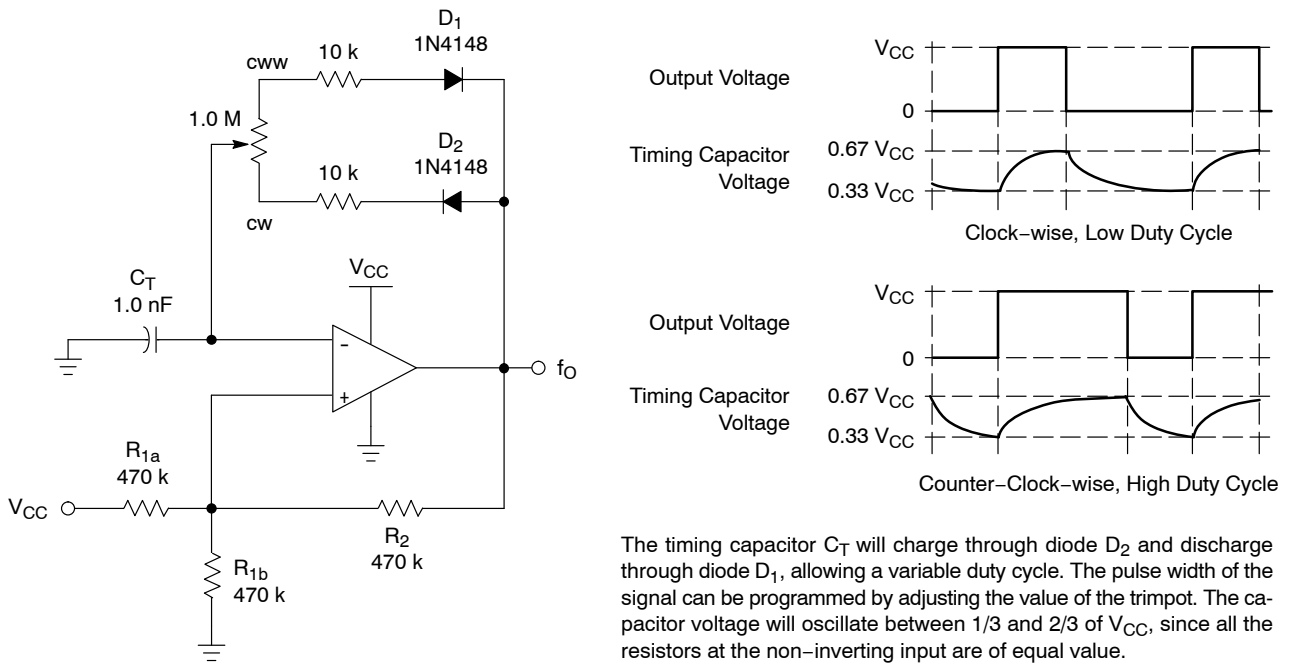 D1
1N4148
10 k
cww
1.0 M
D2
1N4148
10 k
cw
CT
1.0 nF
VCC
-
+
fO
R1a
470 k
VCC
R2
470 k
R1b
470 k
Output Voltage
VCC
0
Timing Capacitor
Voltage
0.67 VCC
0.33 VCC
Clock−wise, Low Duty Cycle
Output Voltage
VCC
0
Timing Capacitor
Voltage
0.67 VCC
0.33 VCC
Counter−Clock−wise, High Duty Cycle
The timing capacitor CT will charge through diode D2 and discharge
through diode D1, allowing a variable duty cycle. The pulse width of the
signal can be programmed by adjusting the value of the trimpot. The ca-
pacitor voltage will oscillate between 1/3 and 2/3 of VCC, since all the
resistors at the non−inverting input are of equal value.